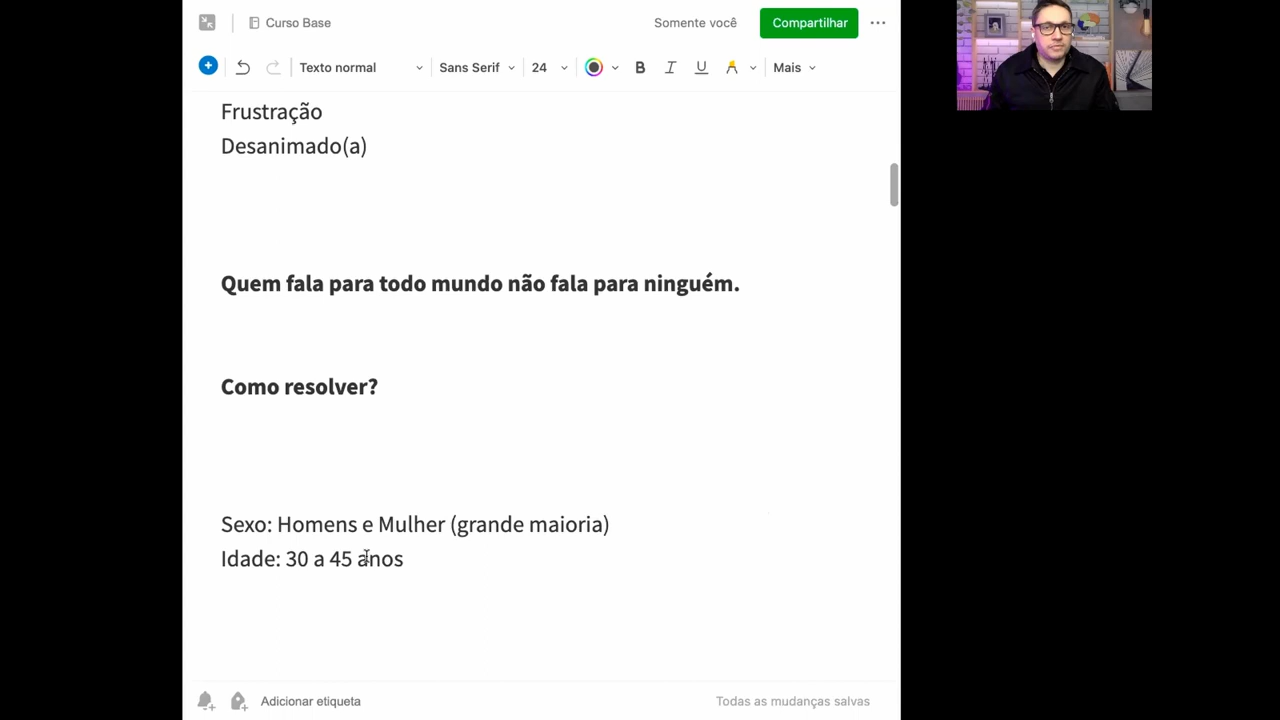 Curso Base
Somente você
Compartilhar
Texto normal
Sans Serif
24
B
I
U
Mais
Frustração
Desanimado(a)
Quem fala para todo mundo não fala para ninguém.
Como resolver?
Sexo: Homens e Mulher (grande maioria)
Idade: 30 a 45 anos
Adicionar etiqueta
Todas as mudanças salvas